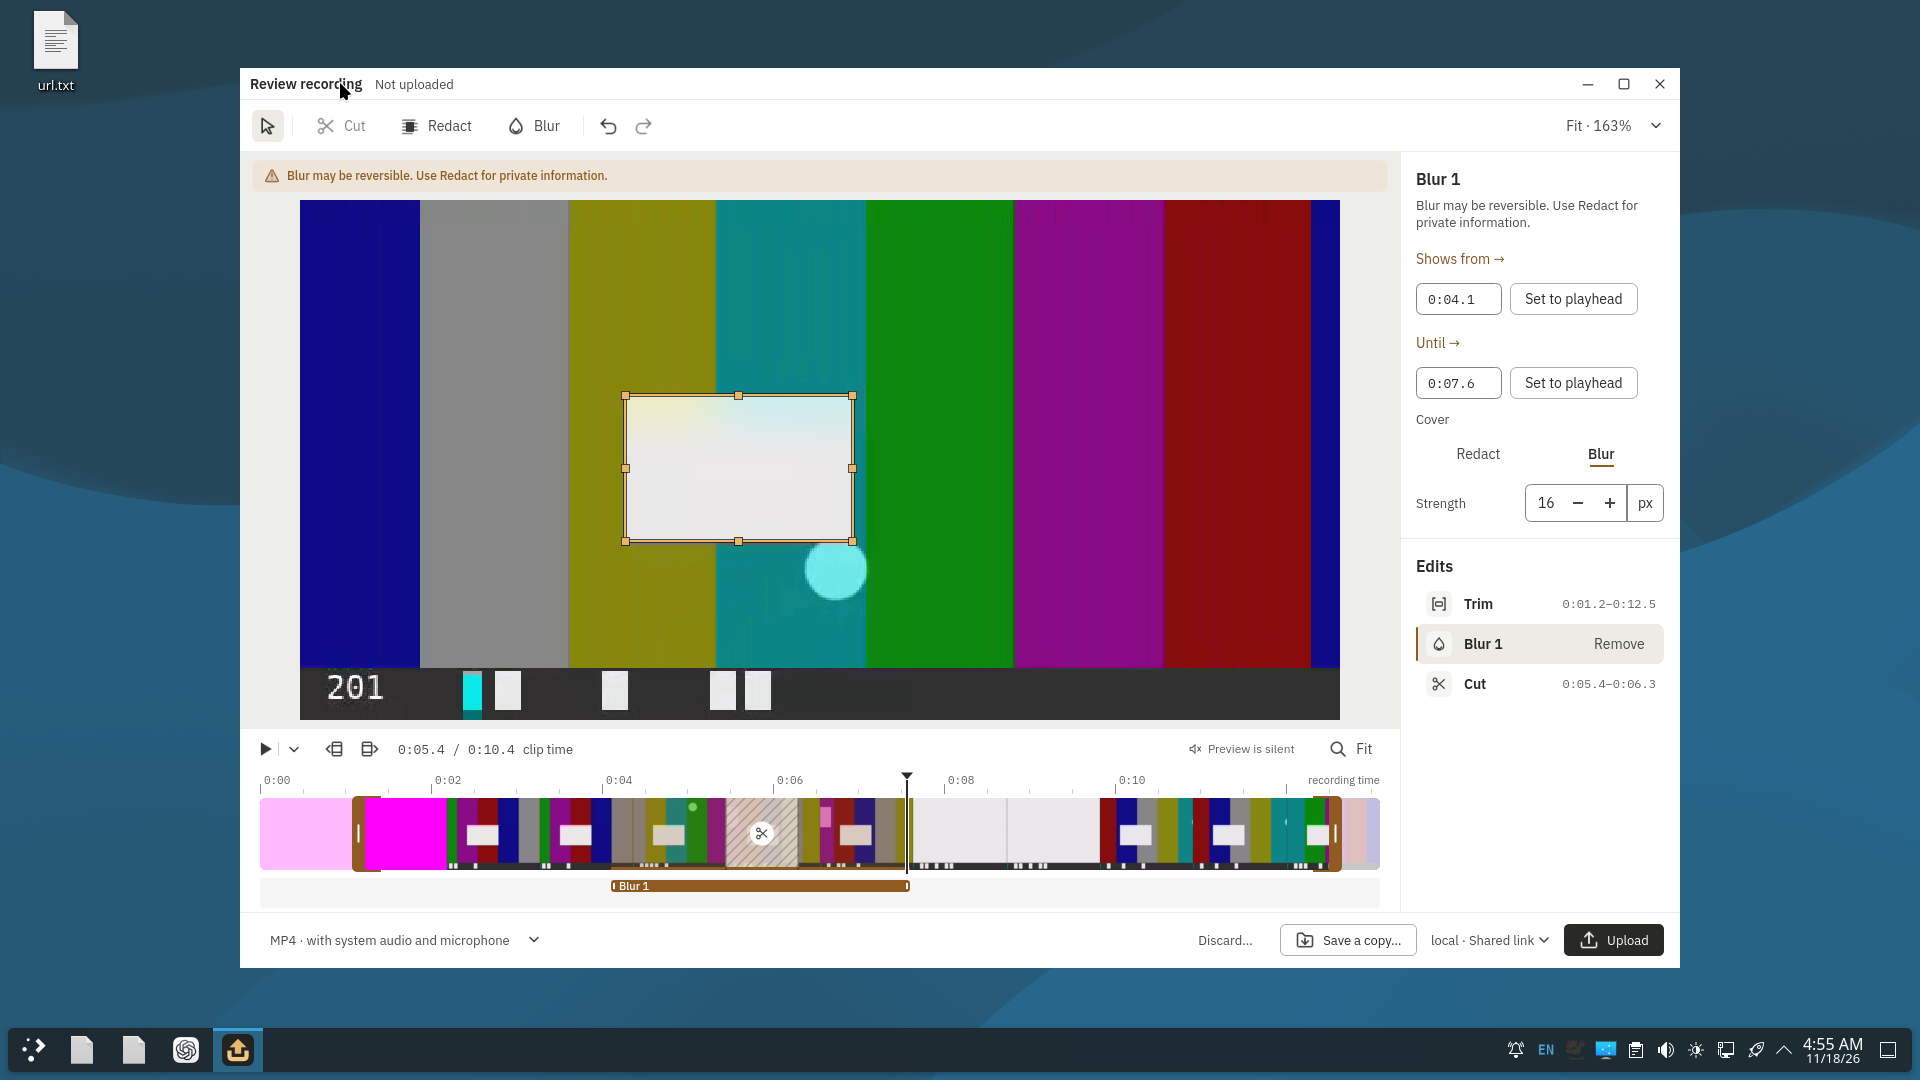 url.txt
Review recording Not uploaded
Cut Redact Blur Fit · 163%
Blur may be reversible. Use Redact for private information.
201
Blur 1
Blur may be reversible. Use Redact for
private information.
Shows from →
0:04.1 Set to playhead
Until →
0:07.6 Set to playhead
Cover
Redact Blur
Strength 16 − + px
Edits
Trim 0:01.2–0:12.5
Blur 1 Remove
Cut 0:05.4–0:06.3
0:05.4 / 0:10.4 clip time Preview is silent Fit
0:00 0:02 0:04 0:06 0:08 0:10 recording time
Blur 1
MP4 · with system audio and microphone Discard... Save a copy... local · Shared link Upload
EN 4:55 AM
11/18/26